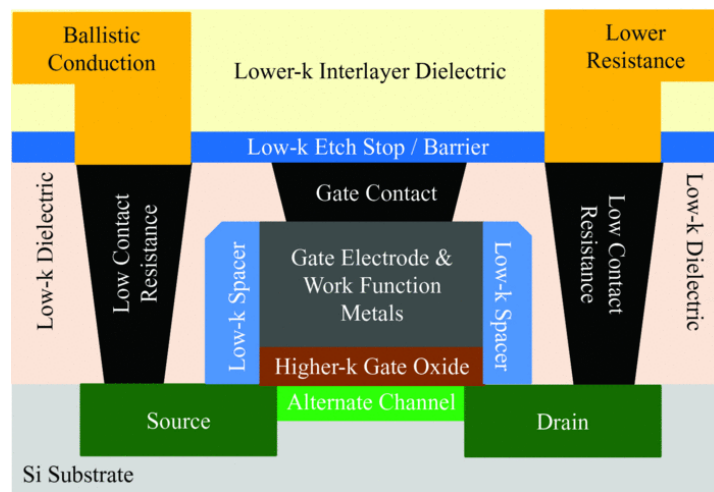 Ballistic
Conduction
Lower-k Interlayer Dielectric
Lower
Resistance
Low-k Etch Stop / Barrier
Low-k Dielectric
Low Contact
Resistance
Gate Contact
Low-k Spacer
Gate Electrode &
Work Function
Metals
Low-k Spacer
Low Contact
Resistance
Low-k Dielectric
Higher-k Gate Oxide
Source
Alternate Channel
Drain
Si Substrate